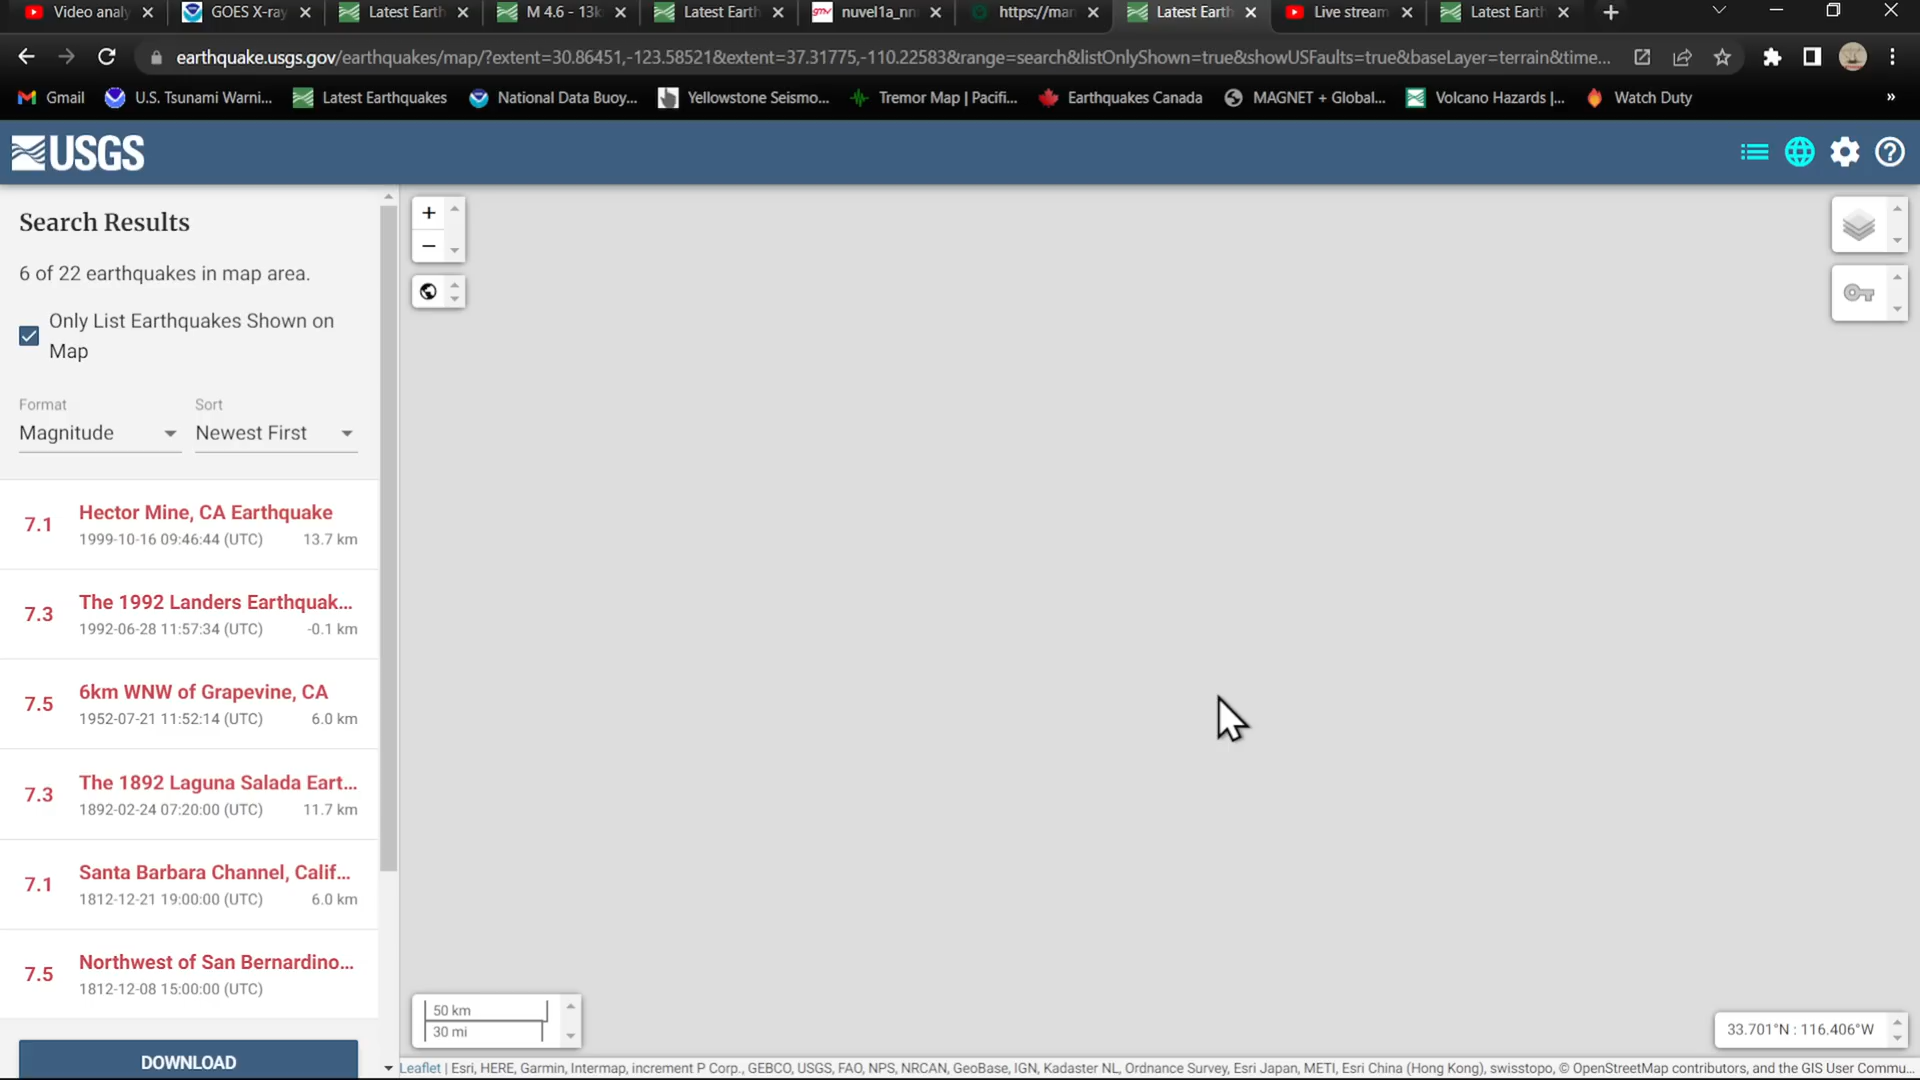 Video analy
GOES X-ray
Latest Earth
M 4.6 - 13k
Latest Earth
nuvel1a_nn
https://mar
Latest Earth
Live stream
Latest Earth
earthquake.usgs.gov/earthquakes/map/?extent=30.86451,-123.58521&extent=37.31775,-110.22583&range=search&listOnlyShown=true&showUSFaults=true&baseLayer=terrain&time...
Gmail
U.S. Tsunami Warni...
Latest Earthquakes
National Data Buoy...
Yellowstone Seismo...
Tremor Map | Pacifi...
Earthquakes Canada
MAGNET + Global...
Volcano Hazards |...
Watch Duty
»
USGS
Search Results
6 of 22 earthquakes in map area.
Only List Earthquakes Shown on
Map
Format
Sort
Magnitude
Newest First
7.1
Hector Mine, CA Earthquake
1999-10-16 09:46:44 (UTC) 13.7 km
7.3
The 1992 Landers Earthquak...
1992-06-28 11:57:34 (UTC) -0.1 km
7.5
6km WNW of Grapevine, CA
1952-07-21 11:52:14 (UTC) 6.0 km
7.3
The 1892 Laguna Salada Eart...
1892-02-24 07:20:00 (UTC) 11.7 km
7.1
Santa Barbara Channel, Calif...
1812-12-21 19:00:00 (UTC) 6.0 km
7.5
Northwest of San Bernardino...
1812-12-08 15:00:00 (UTC)
DOWNLOAD
+
−
50 km
30 mi
33.701°N : 116.406°W
Leaflet | Esri, HERE, Garmin, Intermap, increment P Corp., GEBCO, USGS, FAO, NPS, NRCAN, GeoBase, IGN, Kadaster NL, Ordnance Survey, Esri Japan, METI, Esri China (Hong Kong), swisstopo, © OpenStreetMap contributors, and the GIS User Commu...